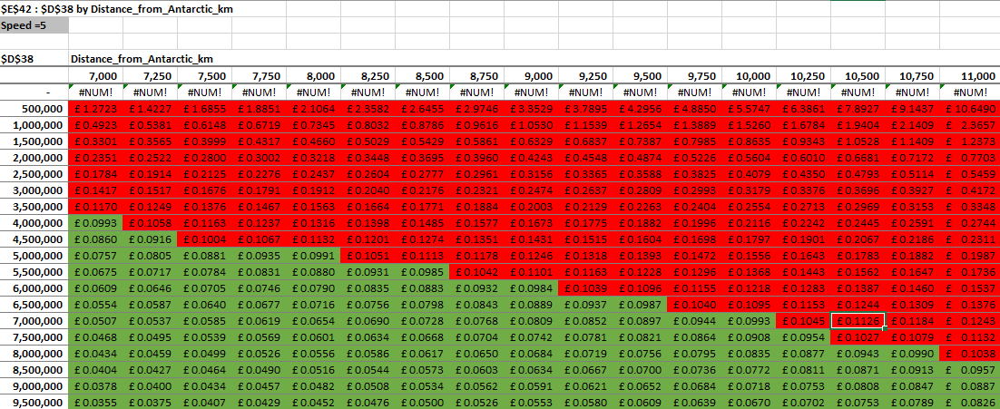 $E$42 : $D$38 by Distance_from_Antarctic_km
Speed =5
$D$38 Distance_from_Antarctic_km
7,000 7,250 7,500 7,750 8,000 8,250 8,500 8,750 9,000 9,250 9,500 9,750 10,000 10,250 10,500 10,750 11,000
- #NUM! #NUM! #NUM! #NUM! #NUM! #NUM! #NUM! #NUM! #NUM! #NUM! #NUM! #NUM! #NUM! #NUM! #NUM! #NUM! #NUM!
500,000 £ 1.2723 £ 1.4227 £ 1.6855 £ 1.8851 £ 2.1064 £ 2.3582 £ 2.6455 £ 2.9746 £ 3.3529 £ 3.7895 £ 4.2956 £ 4.8850 £ 5.5747 £ 6.3861 £ 7.8927 £ 9.1437 £ 10.6490
1,000,000 £ 0.4923 £ 0.5381 £ 0.6148 £ 0.6719 £ 0.7345 £ 0.8032 £ 0.8786 £ 0.9616 £ 1.0530 £ 1.1539 £ 1.2654 £ 1.3889 £ 1.5260 £ 1.6784 £ 1.9404 £ 2.1409 £ 2.3657
1,500,000 £ 0.3301 £ 0.3565 £ 0.3999 £ 0.4317 £ 0.4660 £ 0.5029 £ 0.5429 £ 0.5861 £ 0.6329 £ 0.6837 £ 0.7387 £ 0.7985 £ 0.8635 £ 0.9343 £ 1.0528 £ 1.1409 £ 1.2373
2,000,000 £ 0.2351 £ 0.2522 £ 0.2800 £ 0.3002 £ 0.3218 £ 0.3448 £ 0.3695 £ 0.3960 £ 0.4243 £ 0.4548 £ 0.4874 £ 0.5226 £ 0.5604 £ 0.6010 £ 0.6681 £ 0.7172 £ 0.7703
2,500,000 £ 0.1784 £ 0.1914 £ 0.2125 £ 0.2276 £ 0.2437 £ 0.2604 £ 0.2777 £ 0.2961 £ 0.3156 £ 0.3365 £ 0.3588 £ 0.3825 £ 0.4079 £ 0.4350 £ 0.4793 £ 0.5114 £ 0.5459
3,000,000 £ 0.1417 £ 0.1517 £ 0.1676 £ 0.1791 £ 0.1912 £ 0.2040 £ 0.2176 £ 0.2321 £ 0.2474 £ 0.2637 £ 0.2809 £ 0.2993 £ 0.3179 £ 0.3376 £ 0.3696 £ 0.3927 £ 0.4172
3,500,000 £ 0.1170 £ 0.1249 £ 0.1376 £ 0.1467 £ 0.1563 £ 0.1664 £ 0.1771 £ 0.1884 £ 0.2003 £ 0.2129 £ 0.2263 £ 0.2404 £ 0.2554 £ 0.2713 £ 0.2969 £ 0.3153 £ 0.3348
4,000,000 £ 0.0993 £ 0.1058 £ 0.1163 £ 0.1237 £ 0.1316 £ 0.1398 £ 0.1485 £ 0.1577 £ 0.1673 £ 0.1775 £ 0.1882 £ 0.1996 £ 0.2116 £ 0.2242 £ 0.2445 £ 0.2591 £ 0.2744
4,500,000 £ 0.0860 £ 0.0916 £ 0.1004 £ 0.1067 £ 0.1132 £ 0.1201 £ 0.1274 £ 0.1351 £ 0.1431 £ 0.1515 £ 0.1604 £ 0.1698 £ 0.1797 £ 0.1901 £ 0.2067 £ 0.2186 £ 0.2311
5,000,000 £ 0.0757 £ 0.0805 £ 0.0881 £ 0.0935 £ 0.0991 £ 0.1051 £ 0.1113 £ 0.1178 £ 0.1246 £ 0.1318 £ 0.1393 £ 0.1472 £ 0.1556 £ 0.1643 £ 0.1783 £ 0.1882 £ 0.1987
5,500,000 £ 0.0675 £ 0.0717 £ 0.0784 £ 0.0831 £ 0.0880 £ 0.0931 £ 0.0985 £ 0.1042 £ 0.1101 £ 0.1163 £ 0.1228 £ 0.1296 £ 0.1368 £ 0.1443 £ 0.1562 £ 0.1647 £ 0.1736
6,000,000 £ 0.0609 £ 0.0646 £ 0.0705 £ 0.0746 £ 0.0790 £ 0.0835 £ 0.0883 £ 0.0932 £ 0.0984 £ 0.1039 £ 0.1096 £ 0.1155 £ 0.1218 £ 0.1283 £ 0.1387 £ 0.1460 £ 0.1537
6,500,000 £ 0.0554 £ 0.0587 £ 0.0640 £ 0.0677 £ 0.0716 £ 0.0756 £ 0.0798 £ 0.0843 £ 0.0889 £ 0.0937 £ 0.0987 £ 0.1040 £ 0.1095 £ 0.1153 £ 0.1244 £ 0.1309 £ 0.1376
7,000,000 £ 0.0507 £ 0.0537 £ 0.0585 £ 0.0619 £ 0.0654 £ 0.0690 £ 0.0728 £ 0.0768 £ 0.0809 £ 0.0852 £ 0.0897 £ 0.0944 £ 0.0993 £ 0.1045 £ 0.1126 £ 0.1184 £ 0.1243
7,500,000 £ 0.0468 £ 0.0495 £ 0.0539 £ 0.0569 £ 0.0601 £ 0.0634 £ 0.0668 £ 0.0704 £ 0.0742 £ 0.0781 £ 0.0821 £ 0.0864 £ 0.0908 £ 0.0954 £ 0.1027 £ 0.1079 £ 0.1132
8,000,000 £ 0.0434 £ 0.0459 £ 0.0499 £ 0.0526 £ 0.0556 £ 0.0586 £ 0.0617 £ 0.0650 £ 0.0684 £ 0.0719 £ 0.0756 £ 0.0795 £ 0.0835 £ 0.0877 £ 0.0943 £ 0.0990 £ 0.1038
8,500,000 £ 0.0404 £ 0.0427 £ 0.0464 £ 0.0490 £ 0.0516 £ 0.0544 £ 0.0573 £ 0.0603 £ 0.0634 £ 0.0667 £ 0.0700 £ 0.0736 £ 0.0772 £ 0.0811 £ 0.0871 £ 0.0913 £ 0.0957
9,000,000 £ 0.0378 £ 0.0400 £ 0.0434 £ 0.0457 £ 0.0482 £ 0.0508 £ 0.0534 £ 0.0562 £ 0.0591 £ 0.0621 £ 0.0652 £ 0.0684 £ 0.0718 £ 0.0753 £ 0.0808 £ 0.0847 £ 0.0887
9,500,000 £ 0.0355 £ 0.0375 £ 0.0407 £ 0.0429 £ 0.0452 £ 0.0476 £ 0.0500 £ 0.0526 £ 0.0553 £ 0.0580 £ 0.0609 £ 0.0639 £ 0.0670 £ 0.0702 £ 0.0753 £ 0.0789 £ 0.0826